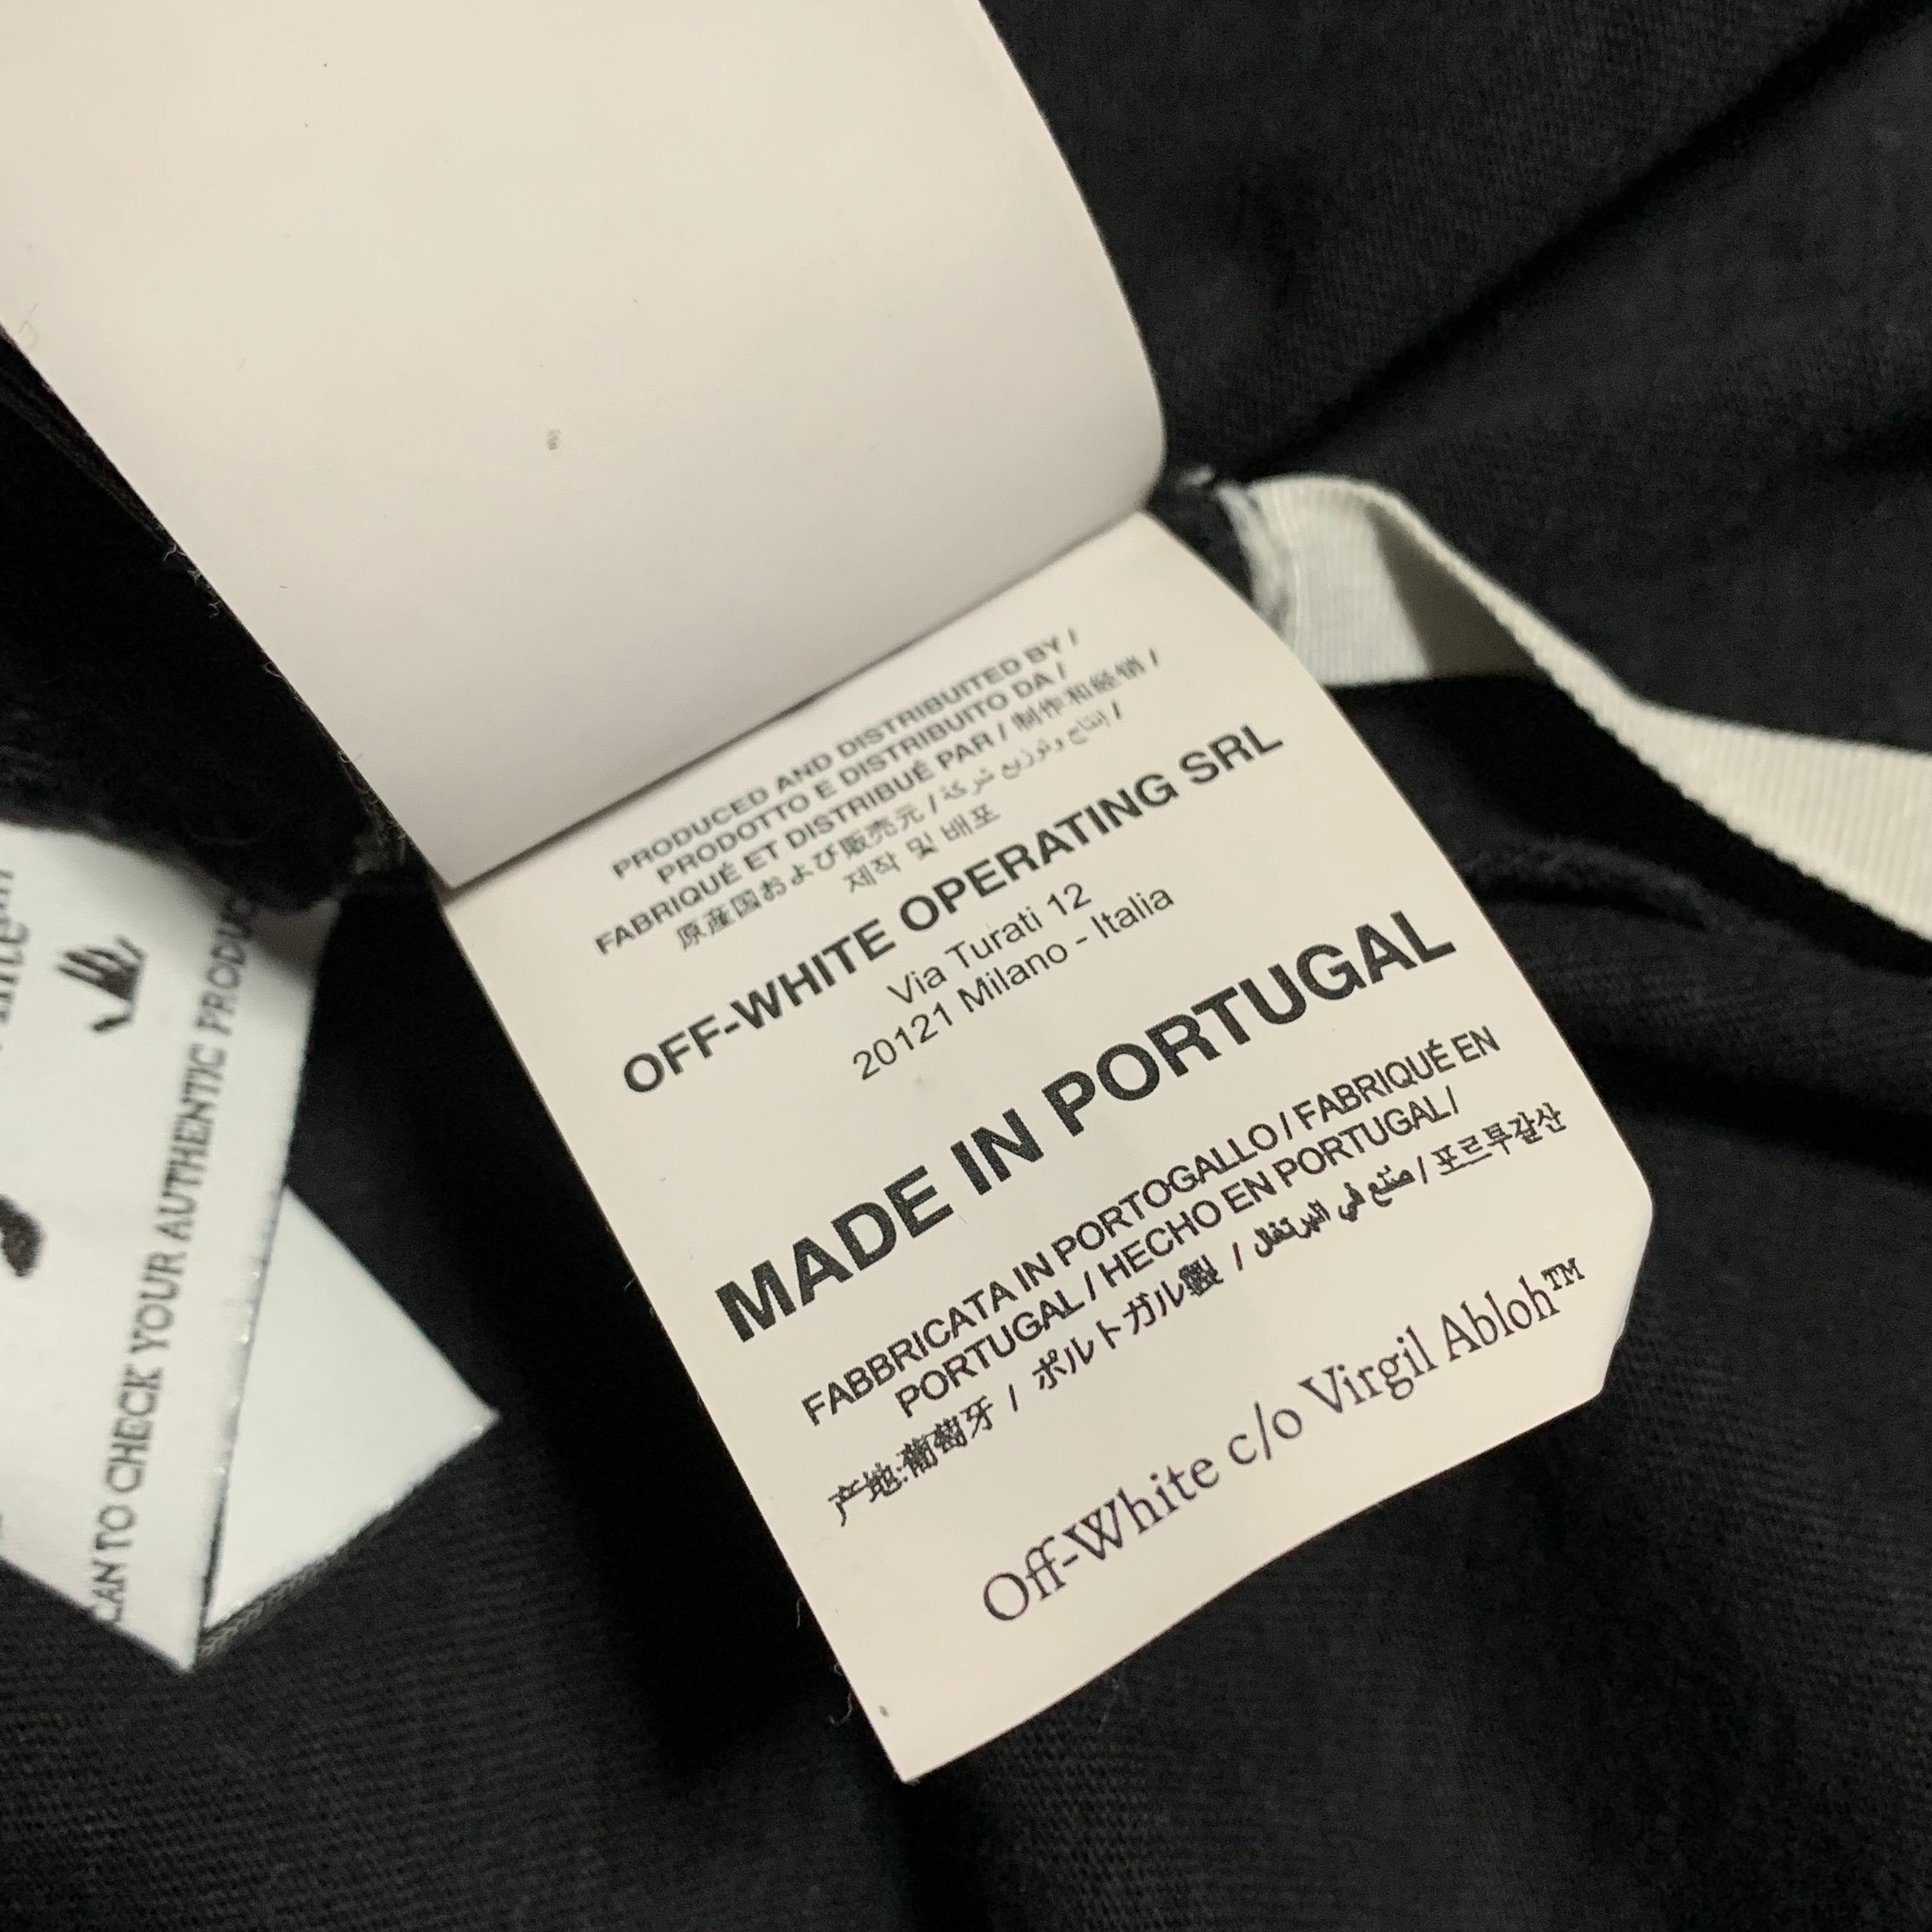 PRODUCED AND DISTRIBUITED BY /
PRODOTTO E DISTRIBUITO DA /
FABRIQUÉ ET DISTRIBUÉ PAR / 制作和经销 /
原産国および販売元 / إنتاج وتوزيع شركة /
제작 및 배포
OFF-WHITE OPERATING SRL
Via Turati 12
20121 Milano - Italia
MADE IN PORTUGAL
FABBRICATA IN PORTOGALLO / FABRIQUÉ EN
PORTUGAL / HECHO EN PORTUGAL /
产地:葡萄牙 / ポルトガル製 / صنع في البرتغال / 포르투갈산
Off-White c/o Virgil Abloh™
CAN TO CHECK YOUR AUTHENTIC PRODUC